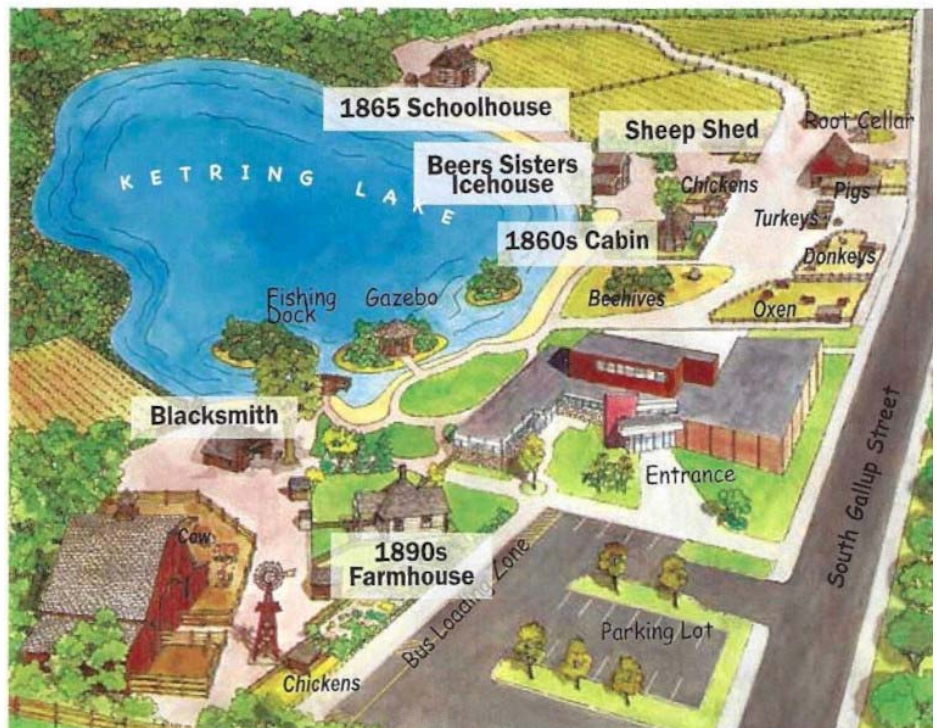 1865 Schoolhouse
Sheep Shed
Root Cellar
KETRING LAKE
Beers Sisters
Icehouse
Chickens
Pigs
Turkeys
1860s Cabin
Donkeys
Beehives
Oxen
Fishing
Dock
Gazebo
Blacksmith
Entrance
South Gallup Street
Cow
1890s
Farmhouse
Bus Loading Zone
Parking Lot
Chickens